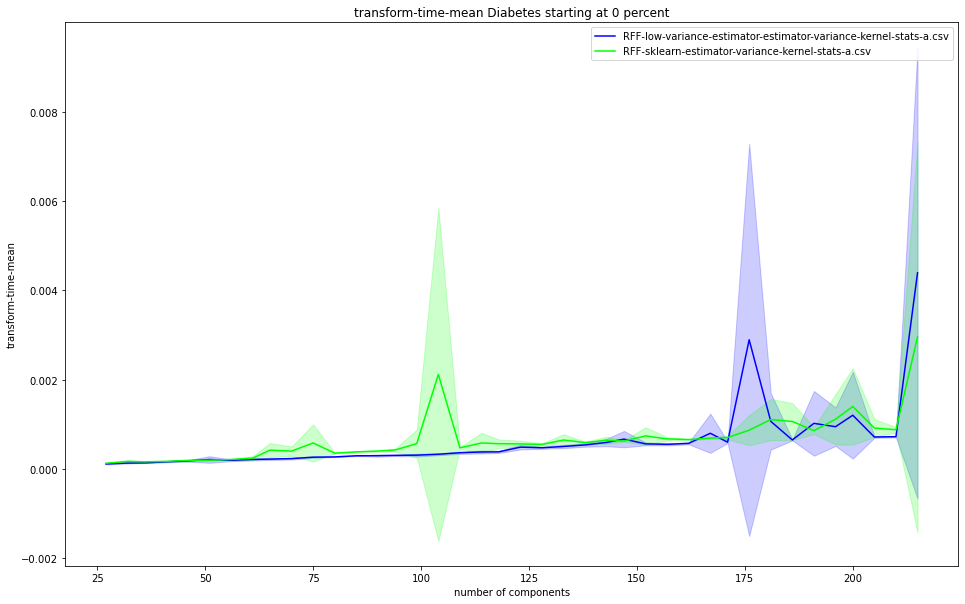 transform-time-mean Diabetes starting at 0 percent
RFF-low-variance-estimator-estimator-variance-kernel-stats-a.csv
RFF-sklearn-estimator-variance-kernel-stats-a.csv
0.008
0.006
0.004
0.002
0.000
−0.002
transform-time-mean
25 50 75 100 125 150 175 200
number of components